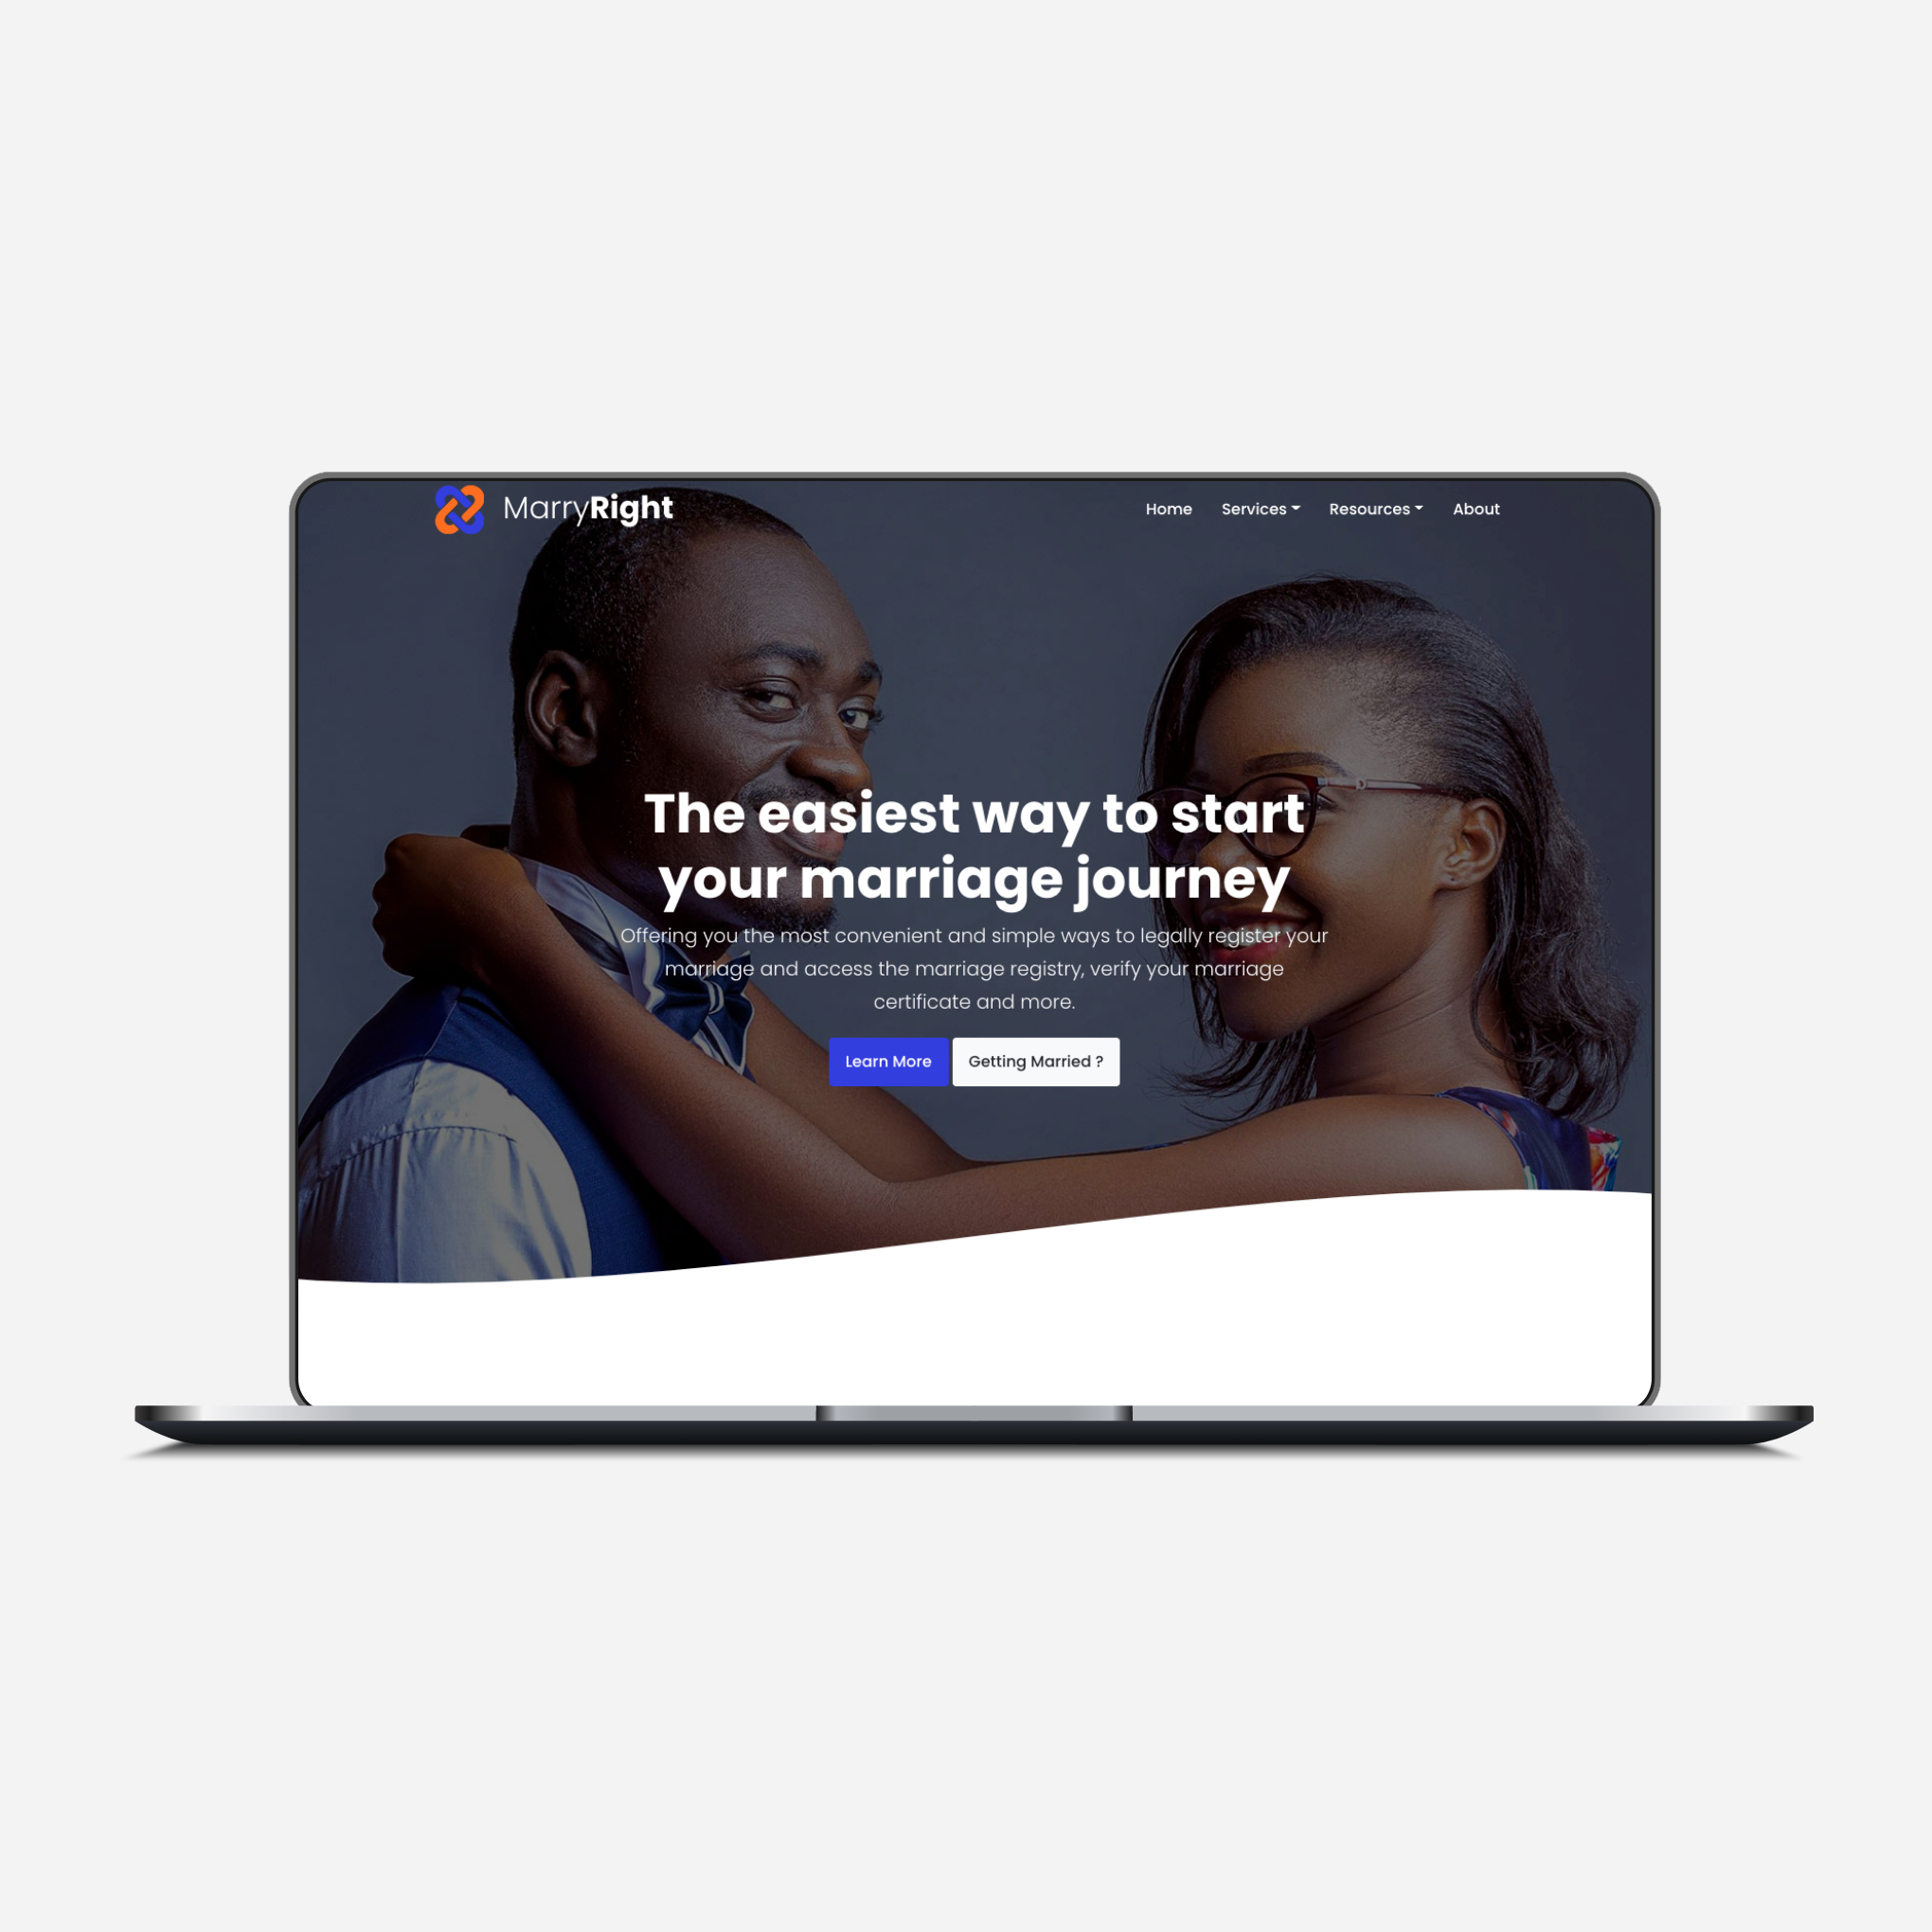 MarryRight
Home Services Resources About
The easiest way to start
your marriage journey
Offering you the most convenient and simple ways to legally register your
marriage and access the marriage registry, verify your marriage
certificate and more.
Learn More Getting Married ?